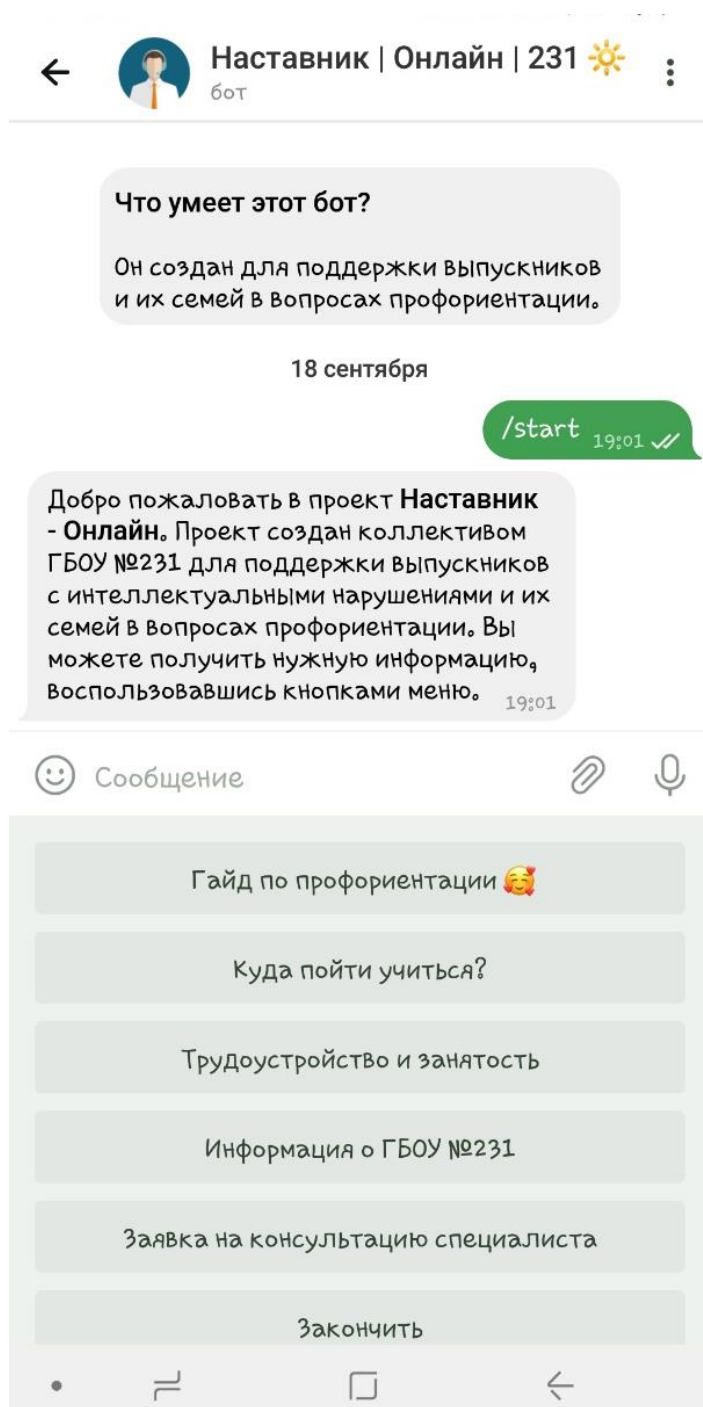 Наставник | Онлайн | 231 🔆
бот
Что умеет этот бот?
Он создан для поддержки выпускников
и их семей в вопросах профориентации.
18 сентября
/start 19:01
Добро пожаловать в проект Наставник
- Онлайн. Проект создан коллективом
ГБОУ №231 для поддержки выпускников
с интеллектуальными нарушениями и их
семей в вопросах профориентации. Вы
можете получить нужную информацию,
воспользовавшись кнопками меню. 19:01
Сообщение
Гайд по профориентации 🥰
Куда пойти учиться?
Трудоустройство и занятость
Информация о ГБОУ №231
Заявка на консультацию специалиста
Закончить